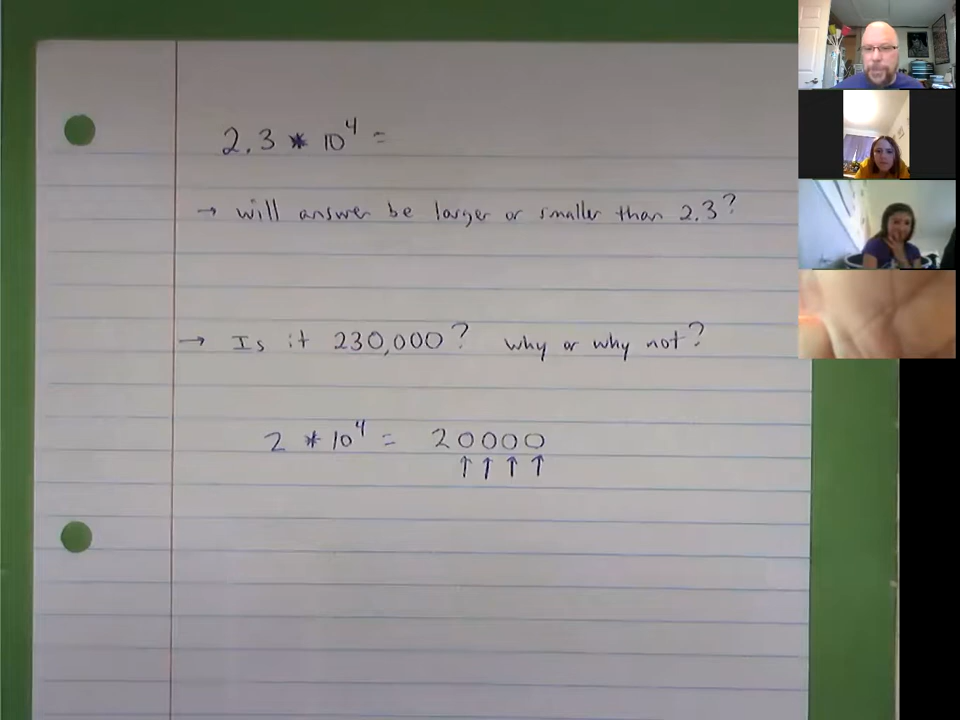 2.3 * 10⁴ =
→ will answer be larger or smaller than 2.3?
→ Is it 230,000? why or why not?
2 * 10⁴ = 20000
↑ ↑ ↑ ↑